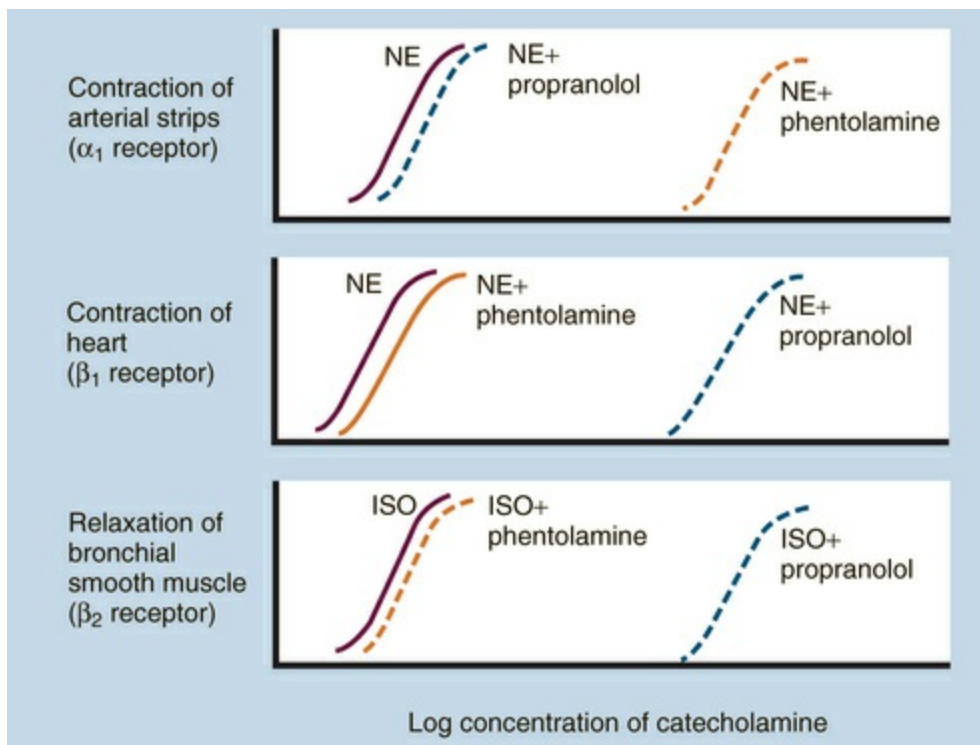 Contraction of
arterial strips
(α₁ receptor)
NE
NE+
propranolol
NE+
phentolamine
Contraction of
heart
(β₁ receptor)
NE
NE+
phentolamine
NE+
propranolol
Relaxation of
bronchial
smooth muscle
(β₂ receptor)
ISO
ISO+
phentolamine
ISO+
propranolol
Log concentration of catecholamine